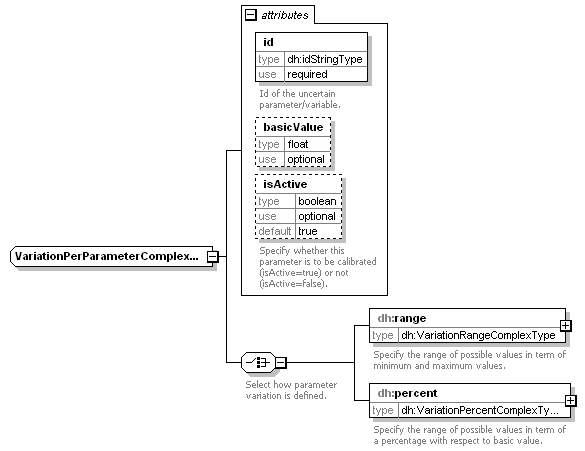 attributes
id
type dh:idStringType
use required
Id of the uncertain
parameter/variable.
basicValue
type float
use optional
isActive
type boolean
use optional
default true
Specify whether this
parameter is to be calibrated
(isActive=true) or not
(isActive=false).
VariationPerParameterComplex...
Select how parameter
variation is defined.
dh:range
type dh:VariationRangeComplexType
Specify the range of possible values in term of
minimum and maximum values.
dh:percent
type dh:VariationPercentComplexTy...
Specify the range of possible values in term of
a percentage with respect to basic value.